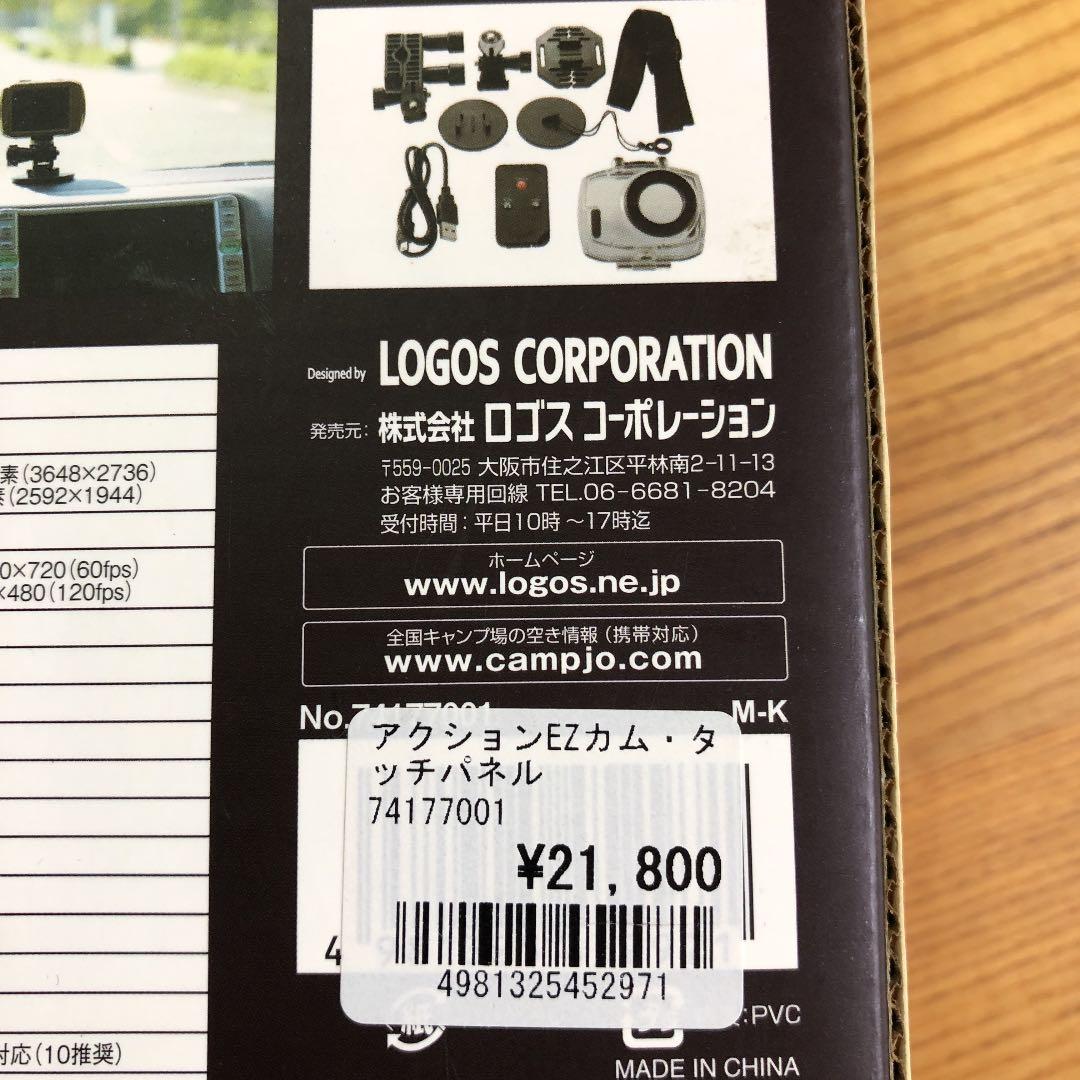 Designed by LOGOS CORPORATION
発売元: 株式会社 ロゴス コーポレーション
〒559-0025 大阪市住之江区平林南2-11-13
お客様専用回線 TEL.06-6681-8204
受付時間：平日10時～17時迄
ホームページ
www.logos.ne.jp
全国キャンプ場の空き情報（携帯対応）
www.campjo.com
No.74177001 M-K
アクションEZカム・タ
ッチパネル
74177001
¥21,800
4981325452971
紙
:PVC
MADE IN CHINA
素(3648×2736)
素(2592×1944)
0×720(60fps)
×480(120fps)
対応(10推奨)